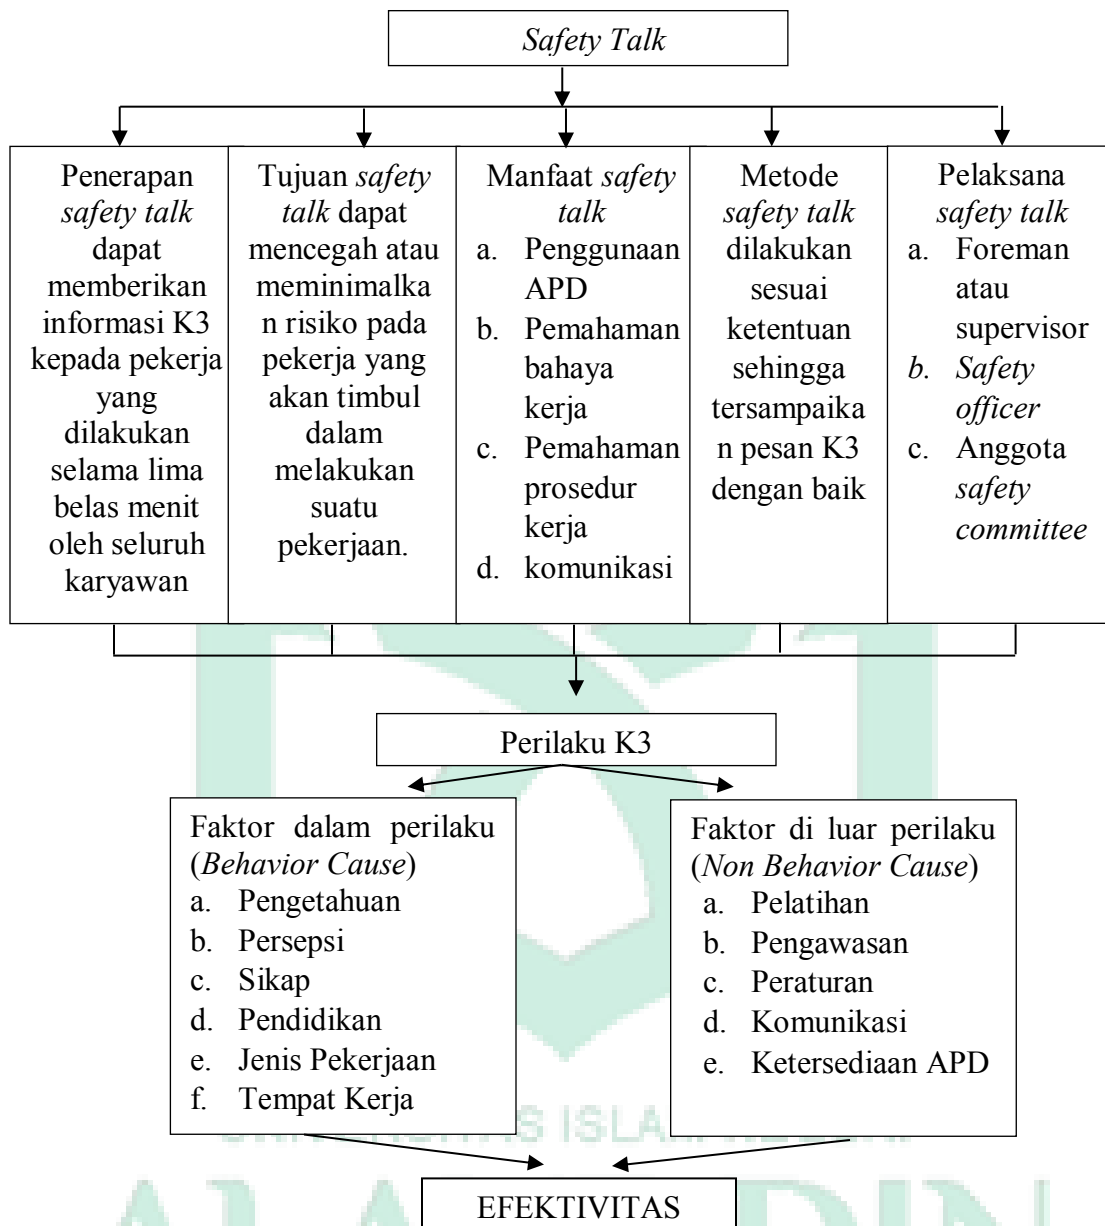 Safety Talk
Penerapan
safety talk
dapat
memberikan
informasi K3
kepada pekerja
yang
dilakukan
selama lima
belas menit
oleh seluruh
karyawan
Tujuan safety
talk dapat
mencegah atau
meminimalka
n risiko pada
pekerja yang
akan timbul
dalam
melakukan
suatu
pekerjaan.
Manfaat safety
talk
a. Penggunaan
APD
b. Pemahaman
bahaya
kerja
c. Pemahaman
prosedur
kerja
d. komunikasi
Metode
safety talk
dilakukan
sesuai
ketentuan
sehingga
tersampaika
n pesan K3
dengan baik
Pelaksana
safety talk
a. Foreman
atau
supervisor
b. Safety
officer
c. Anggota
safety
committee
Perilaku K3
Faktor dalam perilaku
(Behavior Cause)
a. Pengetahuan
b. Persepsi
c. Sikap
d. Pendidikan
e. Jenis Pekerjaan
f. Tempat Kerja
Faktor di luar perilaku
(Non Behavior Cause)
a. Pelatihan
b. Pengawasan
c. Peraturan
d. Komunikasi
e. Ketersediaan APD
EFEKTIVITAS